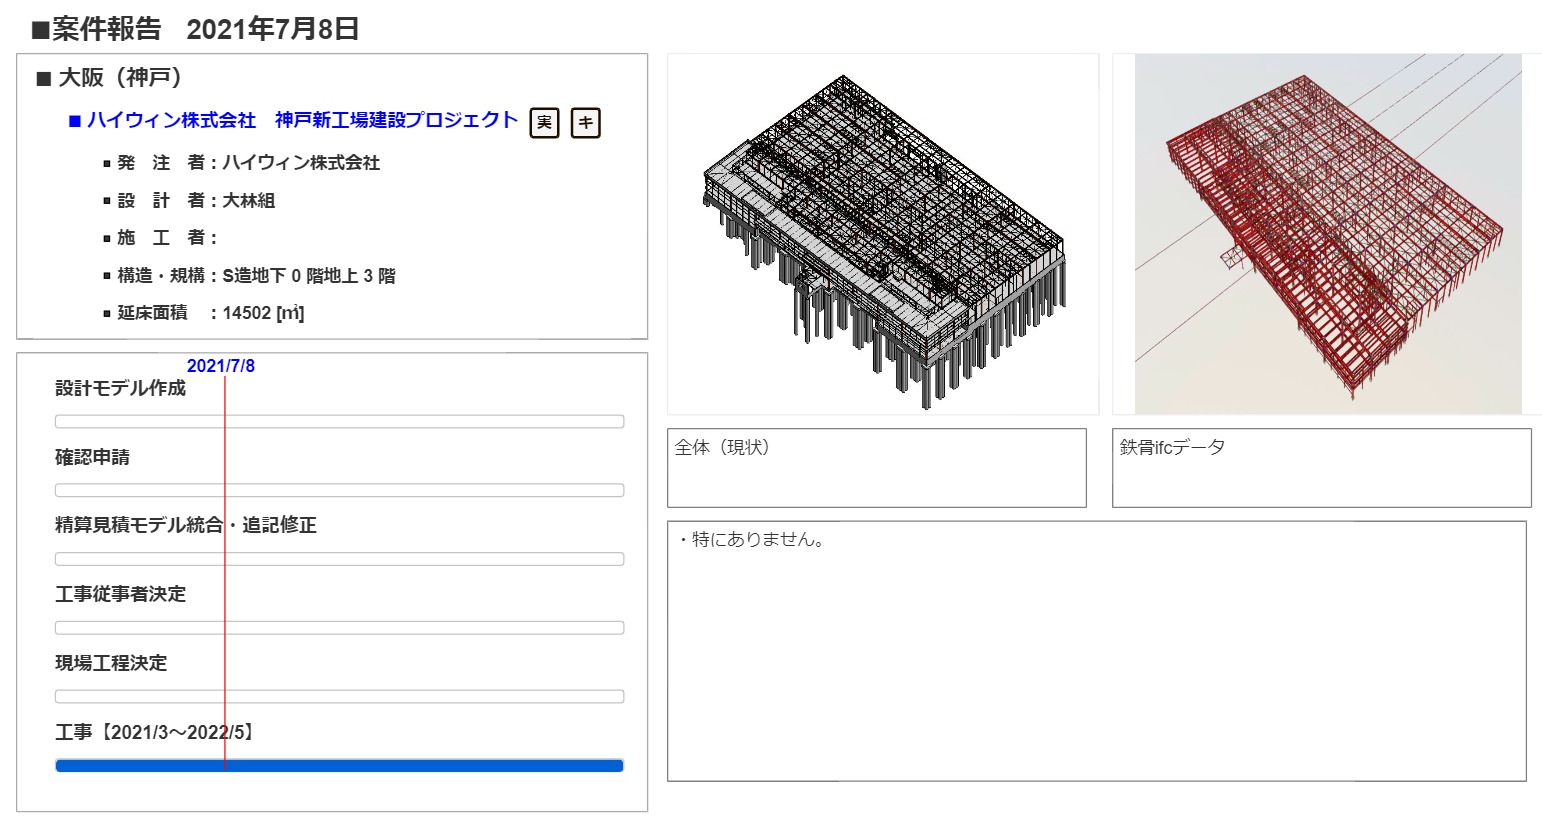 ■案件報告　2021年7月8日
■ 大阪（神戸）
■ ハイウィン株式会社　神戸新工場建設プロジェクト 実 キ
▪ 発　注　者：ハイウィン株式会社
▪ 設　計　者：大林組
▪ 施　工　者：
▪ 構造・規構：S造地下 0 階地上 3 階
▪ 延床面積　：14502 [㎡]
2021/7/8
設計モデル作成
確認申請
精算見積モデル統合・追記修正
工事従事者決定
現場工程決定
工事【2021/3～2022/5】
全体（現状）
鉄骨ifcデータ
・特にありません。